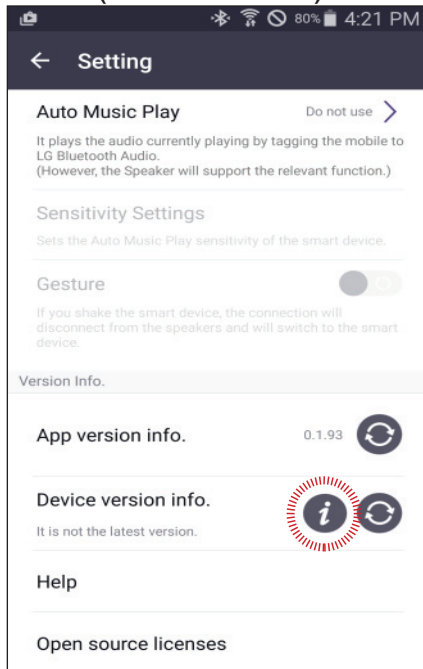 80% 4:21 PM
Setting
Auto Music Play Do not use
It plays the audio currently playing by tagging the mobile to
LG Bluetooth Audio.
(However, the Speaker will support the relevant function.)
Sensitivity Settings
Sets the Auto Music Play sensitivity of the smart device.
Gesture
If you shake the smart device, the connection will
disconnect from the speakers and will switch to the smart
device.
Version Info.
App version info. 0.1.93
Device version info. i
It is not the latest version.
Help
Open source licenses